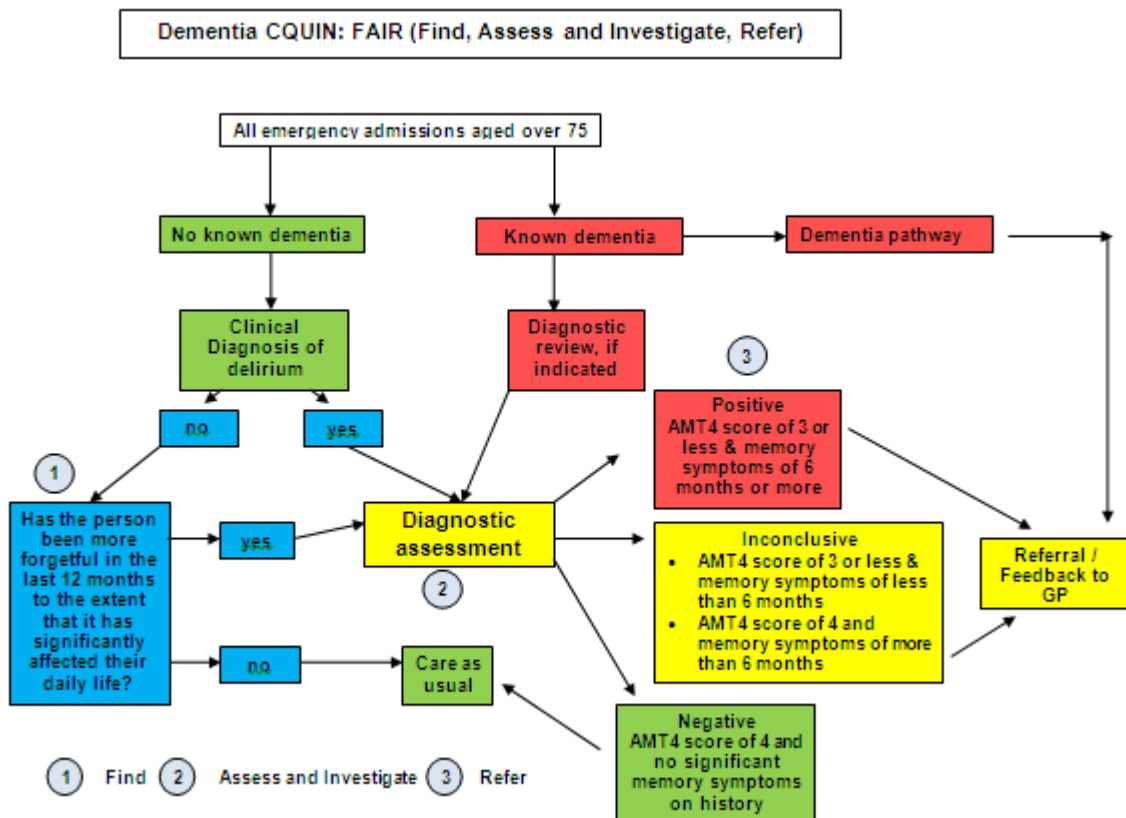 Dementia CQUIN: FAIR (Find, Assess and Investigate, Refer)
All emergency admissions aged over 75
No known dementia
Known dementia
Dementia pathway
Clinical
Diagnosis of
delirium
Diagnostic
review, if
indicated
3
Positive
AMT4 score of 3 or
less & memory
symptoms of 6
months or more
no
yes
1
Has the person
been more
forgetful in the
last 12 months
to the extent
that it has
significantly
affected their
daily life?
yes
Diagnostic
assessment
2
Inconclusive
• AMT4 score of 3 or less &
memory symptoms of less
than 6 months
• AMT4 score of 4 and
memory symptoms of more
than 6 months
Referral /
Feedback to
GP
no
Care as
usual
Negative
AMT4 score of 4 and
no significant
memory symptoms
on history
1 Find 2 Assess and Investigate 3 Refer